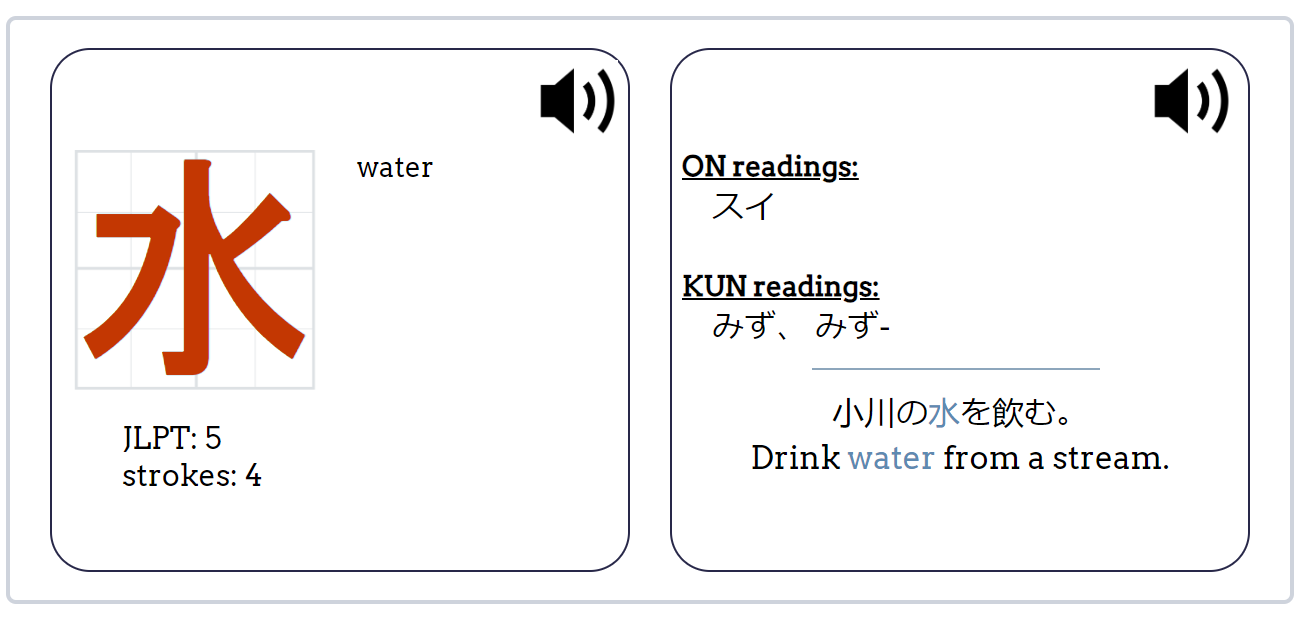 水
water
JLPT: 5
strokes: 4
ON readings:
スイ
KUN readings:
みず、 みず-
小川の水を飲む。
Drink water from a stream.